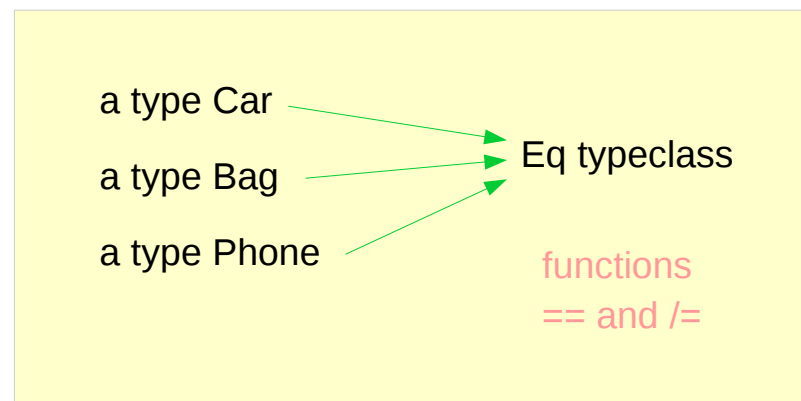 a type Car
Eq typeclass
a type Bag
a type Phone
functions
== and /=